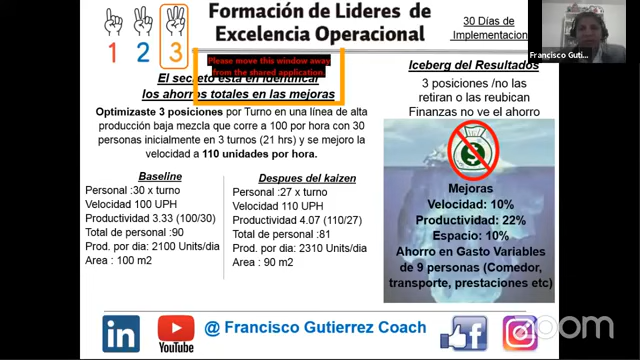 Formación de Lideres de
Excelencia Operacional
30 Días de
Implementacion
Francisco Guti...
1 2 3
Please move this window away
from the shared application.
El secreto está en identificar
los ahorros totales en las mejoras
Iceberg del Resultados
3 posiciones /no las
retiran o las reubican
Finanzas no ve el ahorro
Optimizaste 3 posiciones por Turno en una línea de alta
producción baja mezcla que corre a 100 por hora con 30
personas inicialmente en 3 turnos (21 hrs) y se mejoro la
velocidad a 110 unidades por hora.
Baseline
Personal :30 x turno
Velocidad 100 UPH
Productividad 3.33 (100/30)
Total de personal :90
Prod. por dia: 2100 Units/dia
Area : 100 m2
Despues del kaizen
Personal :27 x turno
Velocidad 110 UPH
Productividad 4.07 (110/27)
Total de personal :81
Prod. por dia: 2310 Units/dia
Area : 90 m2
$
Mejoras
Velocidad: 10%
Productividad: 22%
Espacio: 10%
Ahorro en Gasto Variables
de 9 personas (Comedor,
transporte, prestaciones etc)
in
YouTube
@ Francisco Gutierrez Coach
f
zoom